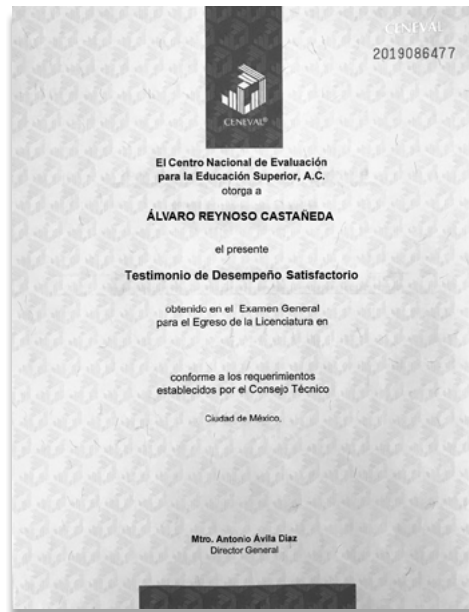 CENEVAL
2019086477
CENEVAL®
El Centro Nacional de Evaluación
para la Educación Superior, A.C.
otorga a
ÁLVARO REYNOSO CASTAÑEDA
el presente
Testimonio de Desempeño Satisfactorio
obtenido en el Examen General
para el Egreso de la Licenciatura en
conforme a los requerimientos
establecidos por el Consejo Técnico
Ciudad de México,
Mtro. Antonio Ávila Díaz
Director General